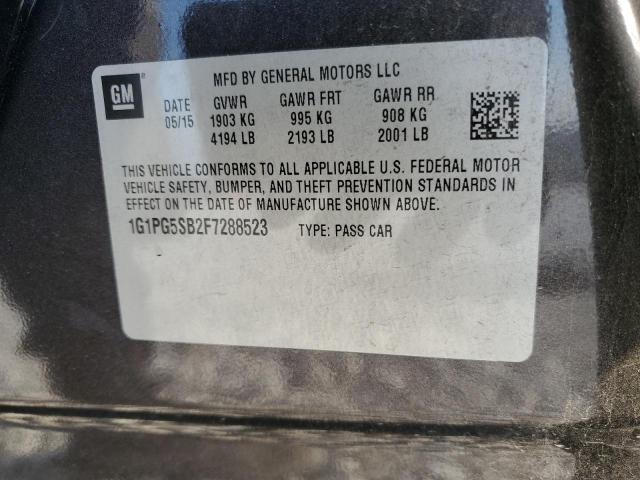 GM
MFD BY GENERAL MOTORS LLC
DATE GVWR GAWR FRT GAWR RR
05/15 1903 KG 995 KG 908 KG
4194 LB 2193 LB 2001 LB
THIS VEHICLE CONFORMS TO ALL APPLICABLE U.S. FEDERAL MOTOR
VEHICLE SAFETY, BUMPER, AND THEFT PREVENTION STANDARDS IN
EFFECT ON THE DATE OF MANUFACTURE SHOWN ABOVE.
1G1PG5SB2F7288523 TYPE: PASS CAR